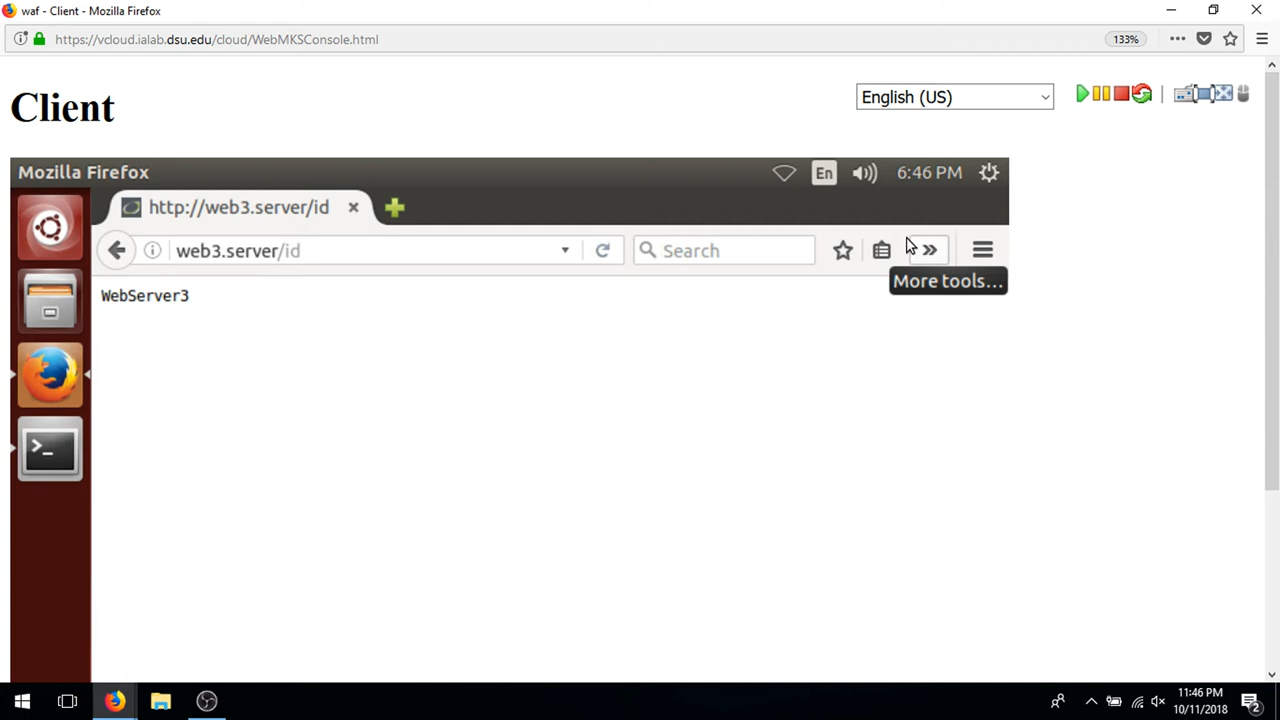 waf - Client - Mozilla Firefox
https://vcloud.ialab.dsu.edu/cloud/WebMKSConsole.html
133%
Client
English (US)
Mozilla Firefox
En
6:46 PM
http://web3.server/id
web3.server/id
Search
More tools...
WebServer3
11:46 PM
10/11/2018
2